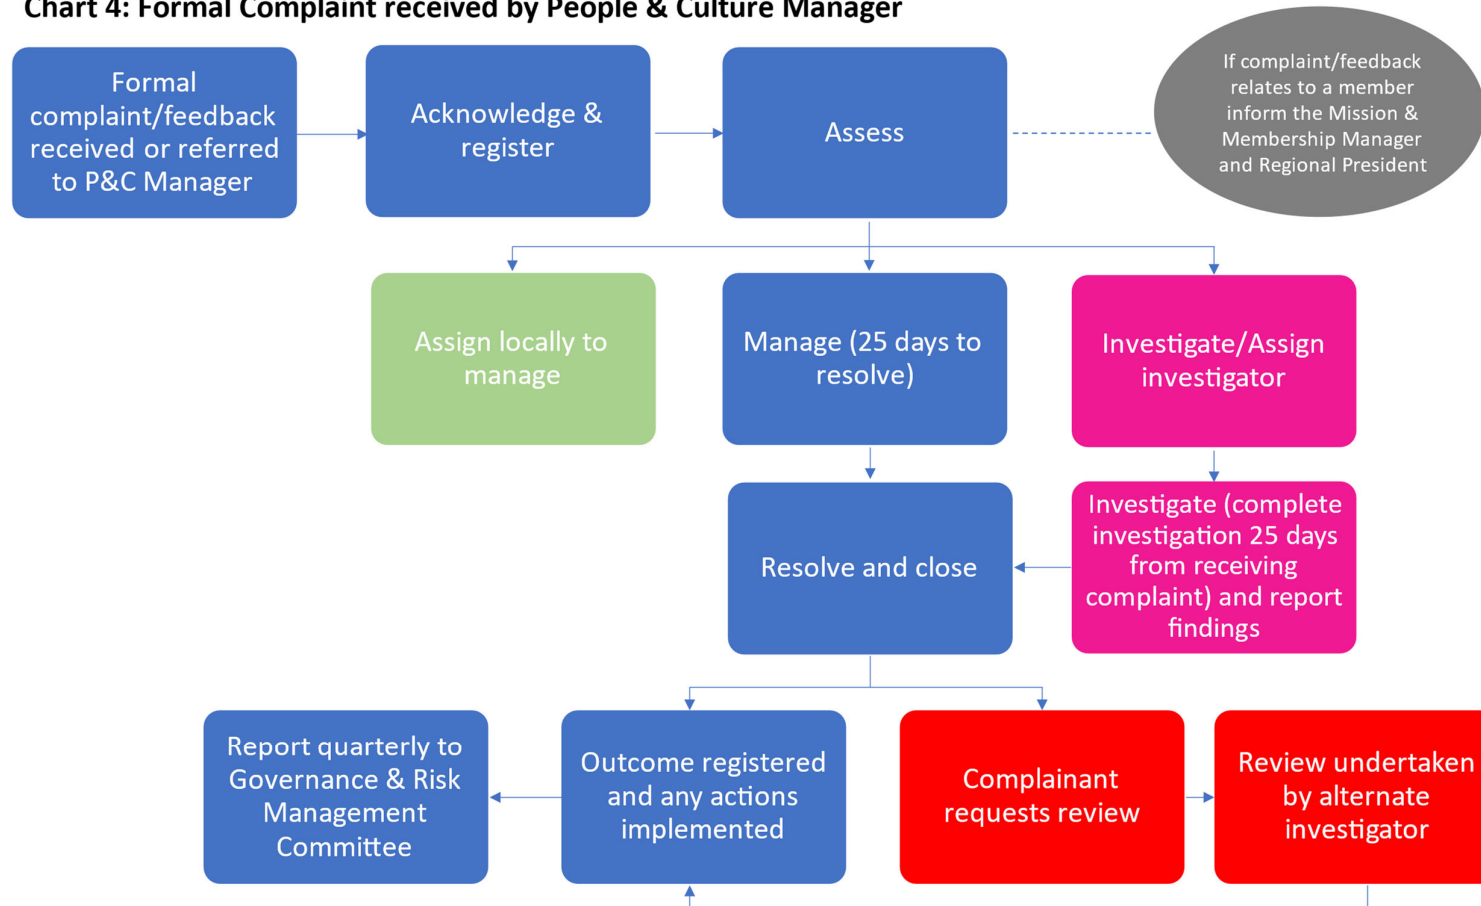 Chart 4: Formal Complaint received by People & Culture Manager
Formal
complaint/feedback
received or referred
to P&C Manager
Acknowledge &
register
Assess
If complaint/feedback
relates to a member
inform the Mission &
Membership Manager
and Regional President
Assign locally to
manage
Manage (25 days to
resolve)
Investigate/Assign
investigator
Resolve and close
Investigate (complete
investigation 25 days
from receiving
complaint) and report
findings
Report quarterly to
Governance & Risk
Management
Committee
Outcome registered
and any actions
implemented
Complainant
requests review
Review undertaken
by alternate
investigator